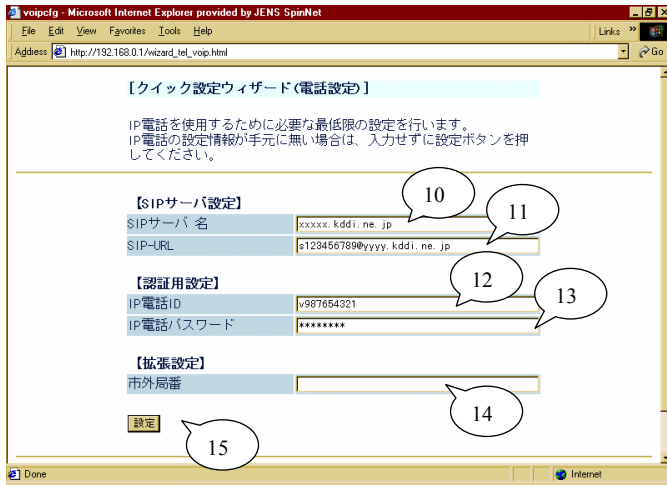 voipcfg - Microsoft Internet Explorer provided by JENS SpinNet
File Edit View Favorites Tools Help Links »
Address http://192.168.0.1/wizard_tel_voip.html Go
[クイック設定ウィザード(電話設定)]
IP電話を使用するために必要な最低限の設定を行います。
IP電話の設定情報が手元に無い場合は、入力せずに設定ボタンを押
してください。
【SIPサーバ設定】
10
SIPサーバ 名 xxxxx.kddi.ne.jp
11
SIP-URL s123456789@yyyy.kddi.ne.jp
【認証用設定】
12
IP電話ID v987654321
13
IP電話パスワード ********
【拡張設定】
市外局番
14
設定
15
Done Internet